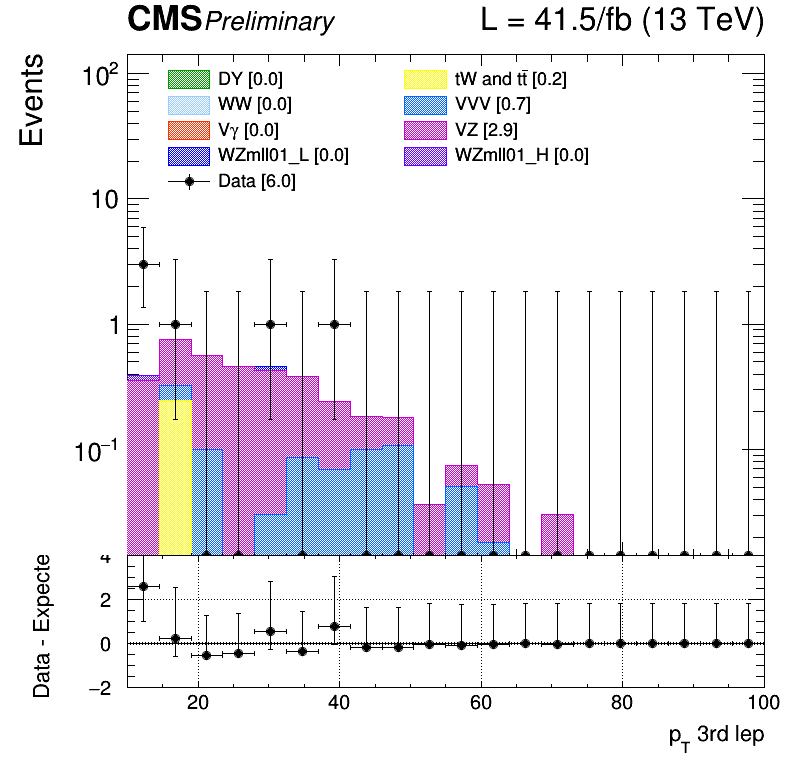 CMS Preliminary L = 41.5/fb (13 TeV)
Events
10²
10
1
10⁻¹
DY [0.0]
tW and tt̄ [0.2]
WW [0.0]
VVV [0.7]
Vγ [0.0]
VZ [2.9]
WZmll01_L [0.0]
WZmll01_H [0.0]
Data [6.0]
Data - Expecte
4
2
0
−2
20 40 60 80 100
p_T 3rd lep